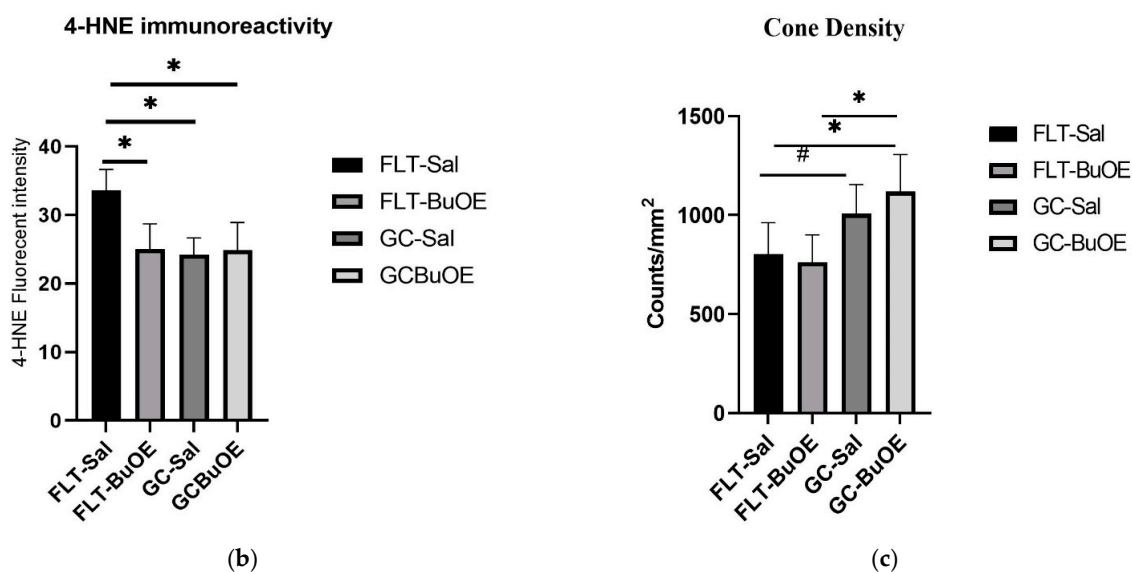 4-HNE immunoreactivity
*
*
*
4-HNE Fluorecent intensity
40
30
20
10
0
FLT-Sal
FLT-BuOE
GC-Sal
GCBuOE
FLT-Sal
FLT-BuOE
GC-Sal
GCBuOE
(b)
Cone Density
*
*
#
Counts/mm²
1500
1000
500
0
FLT-Sal
FLT-BuOE
GC-Sal
GC-BuOE
FLT-Sal
FLT-BuOE
GC-Sal
GC-BuOE
(c)